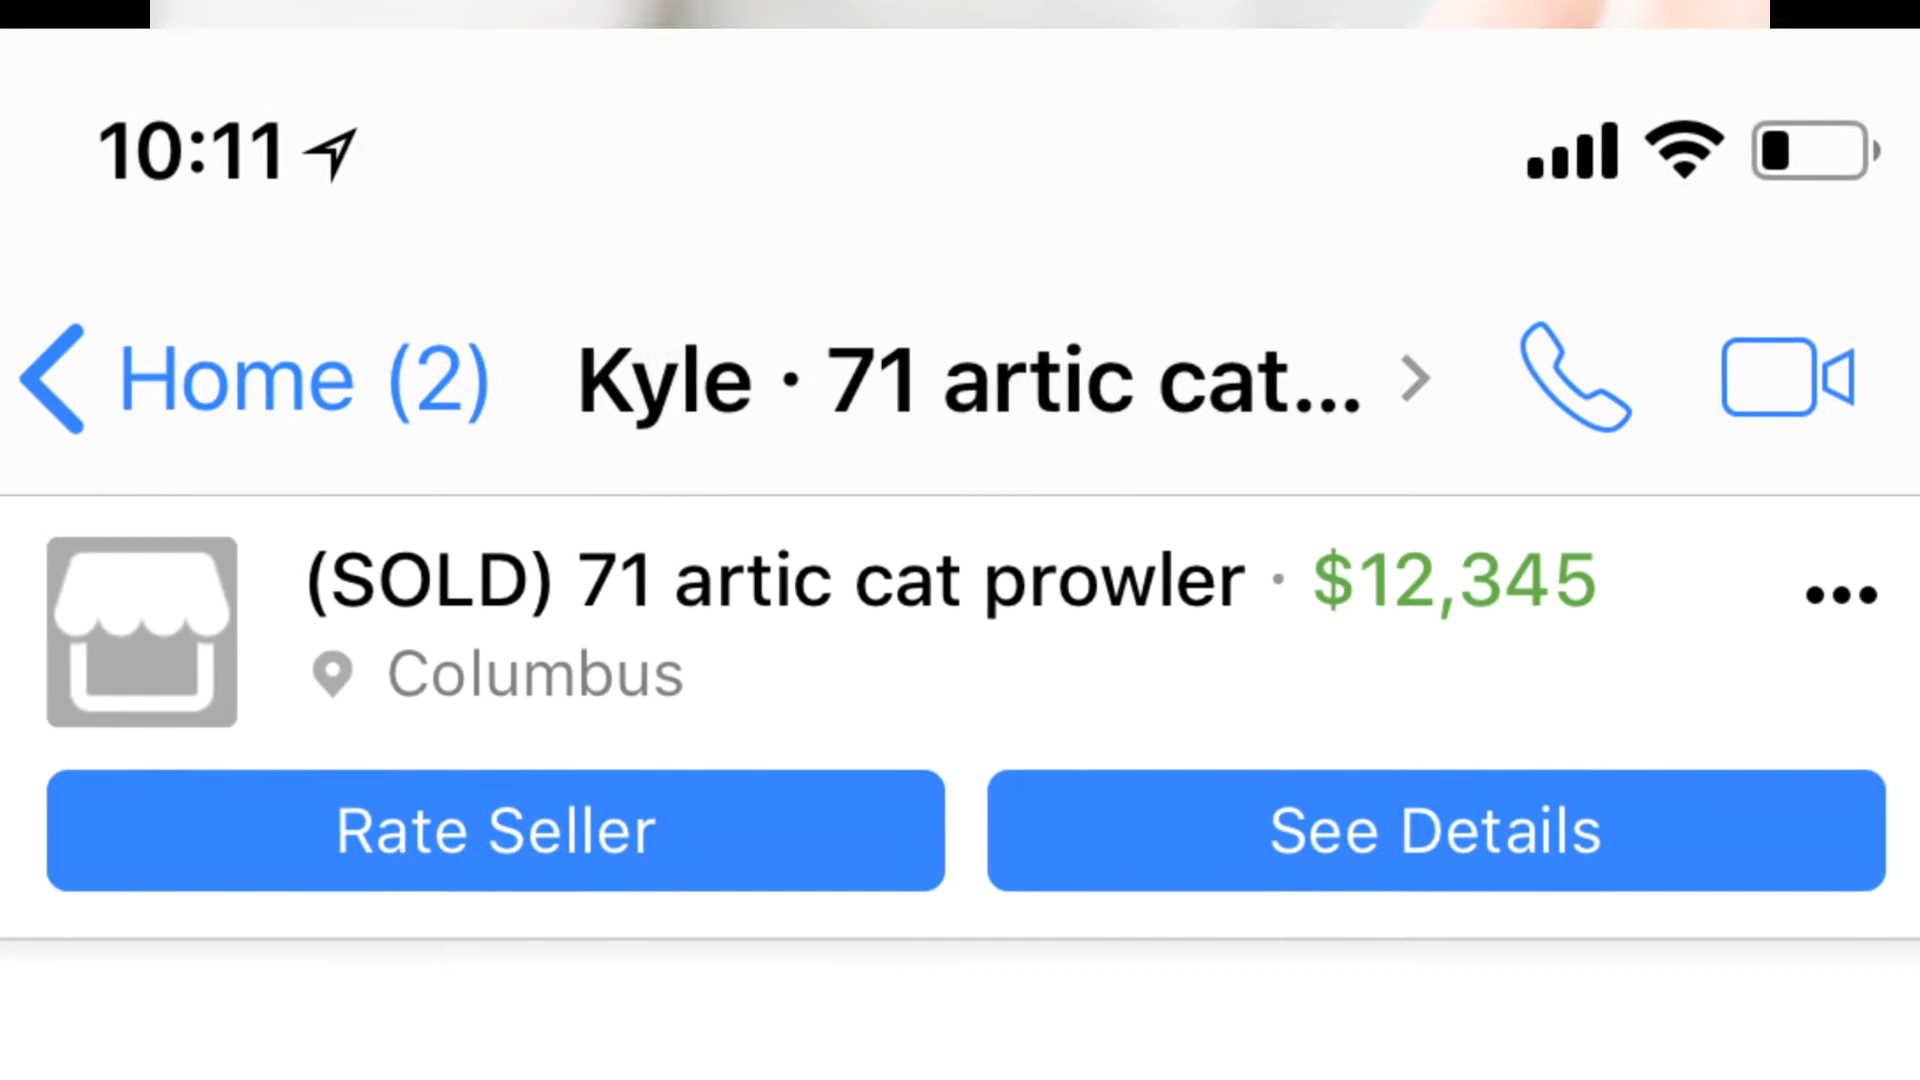 10:11
Home (2) Kyle · 71 artic cat...
(SOLD) 71 artic cat prowler · $12,345
Columbus
Rate Seller See Details